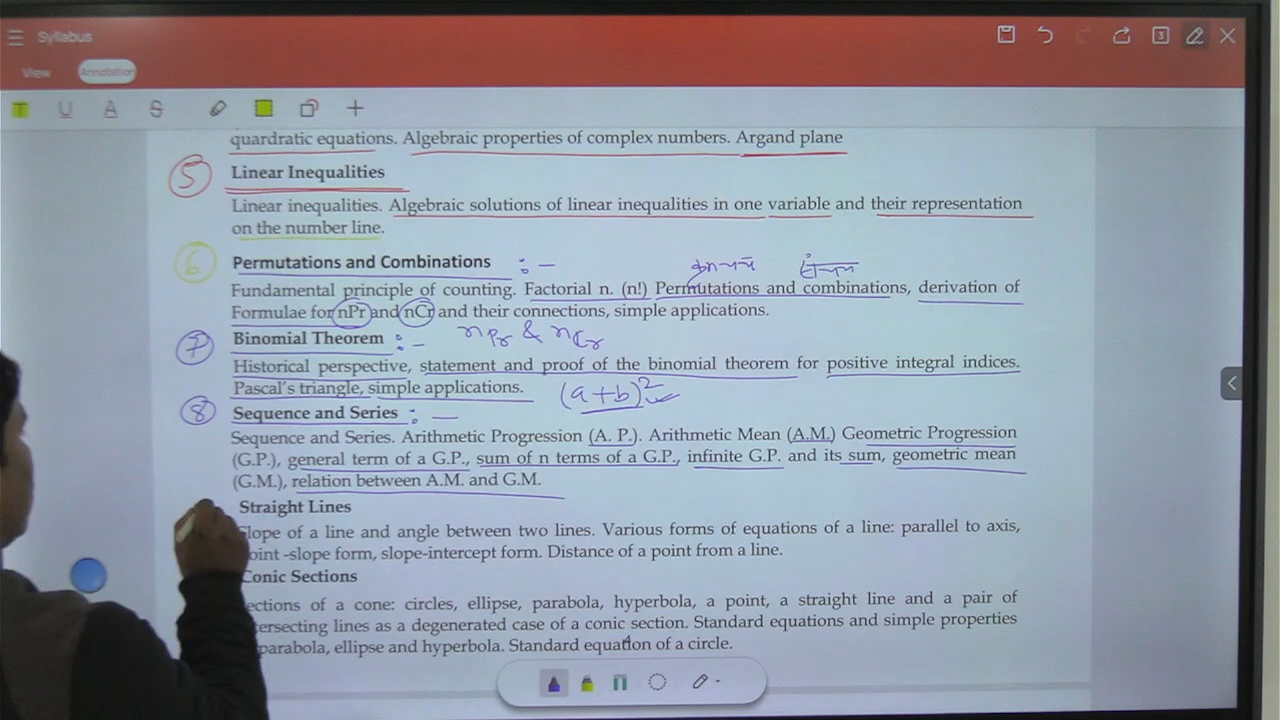 Syllabus
View Annotation
T U A S
quardratic equations. Algebraic properties of complex numbers. Argand plane
5 Linear Inequalities
Linear inequalities. Algebraic solutions of linear inequalities in one variable and their representation
on the number line.
6 Permutations and Combinations : —
Fundamental principle of counting. Factorial n. (n!) Permutations and combinations, derivation of
Formulae for nPr and nCr and their connections, simple applications.
7 Binomial Theorem : — nPr & nCr
Historical perspective, statement and proof of the binomial theorem for positive integral indices.
Pascal's triangle, simple applications. (a+b)²
8 Sequence and Series : —
Sequence and Series. Arithmetic Progression (A. P.). Arithmetic Mean (A.M.) Geometric Progression
(G.P.), general term of a G.P., sum of n terms of a G.P., infinite G.P. and its sum, geometric mean
(G.M.), relation between A.M. and G.M.
Straight Lines
Slope of a line and angle between two lines. Various forms of equations of a line: parallel to axis,
point -slope form, slope-intercept form. Distance of a point from a line.
Conic Sections
Sections of a cone: circles, ellipse, parabola, hyperbola, a point, a straight line and a pair of
intersecting lines as a degenerated case of a conic section. Standard equations and simple properties
parabola, ellipse and hyperbola. Standard equation of a circle.